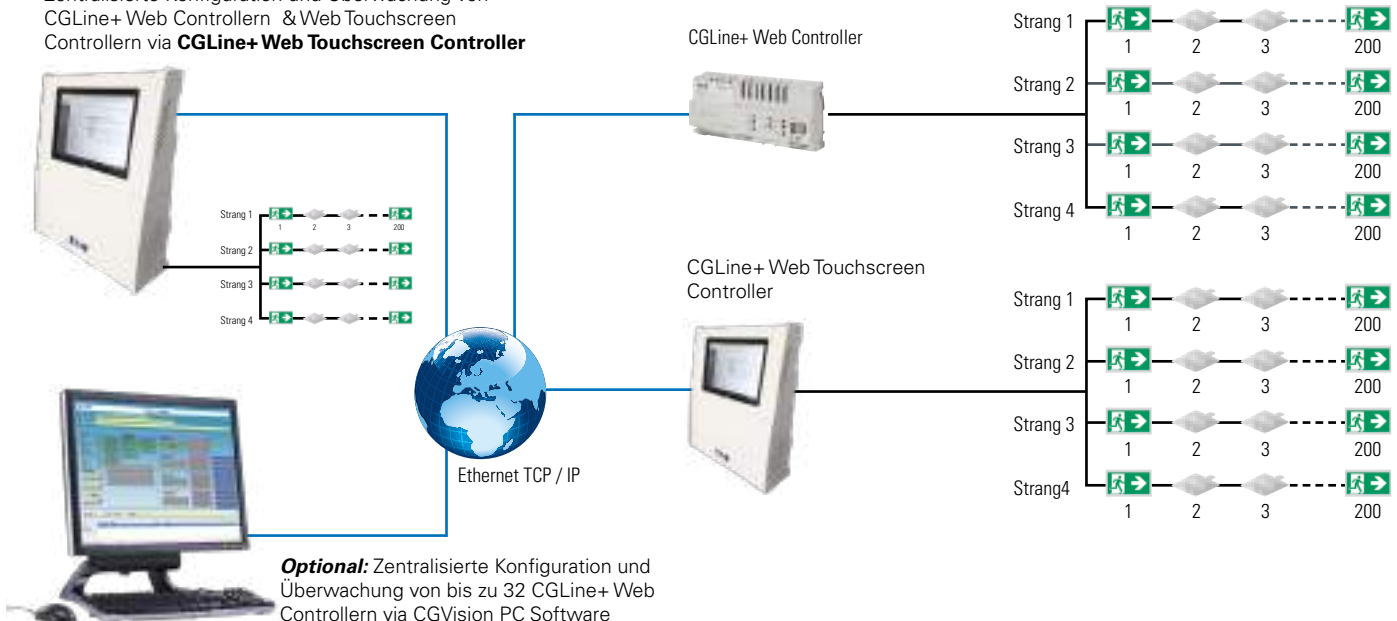 Zentralisierte Konfiguration und Überwachung von
CGLine+ Web Controllern & Web Touchscreen
Controllern via CGLine+ Web Touchscreen Controller
Strang 1
1 2 3 200
Strang 2
Strang 3
Strang 4
CGLine+ Web Controller
Strang 1
1 2 3 200
Strang 2
1 2 3 200
Strang 3
1 2 3 200
Strang 4
1 2 3 200
CGLine+ Web Touchscreen
Controller
Strang 1
1 2 3 200
Strang 2
1 2 3 200
Strang 3
1 2 3 200
Strang4
1 2 3 200
Ethernet TCP / IP
Optional: Zentralisierte Konfiguration und
Überwachung von bis zu 32 CGLine+ Web
Controllern via CGVision PC Software